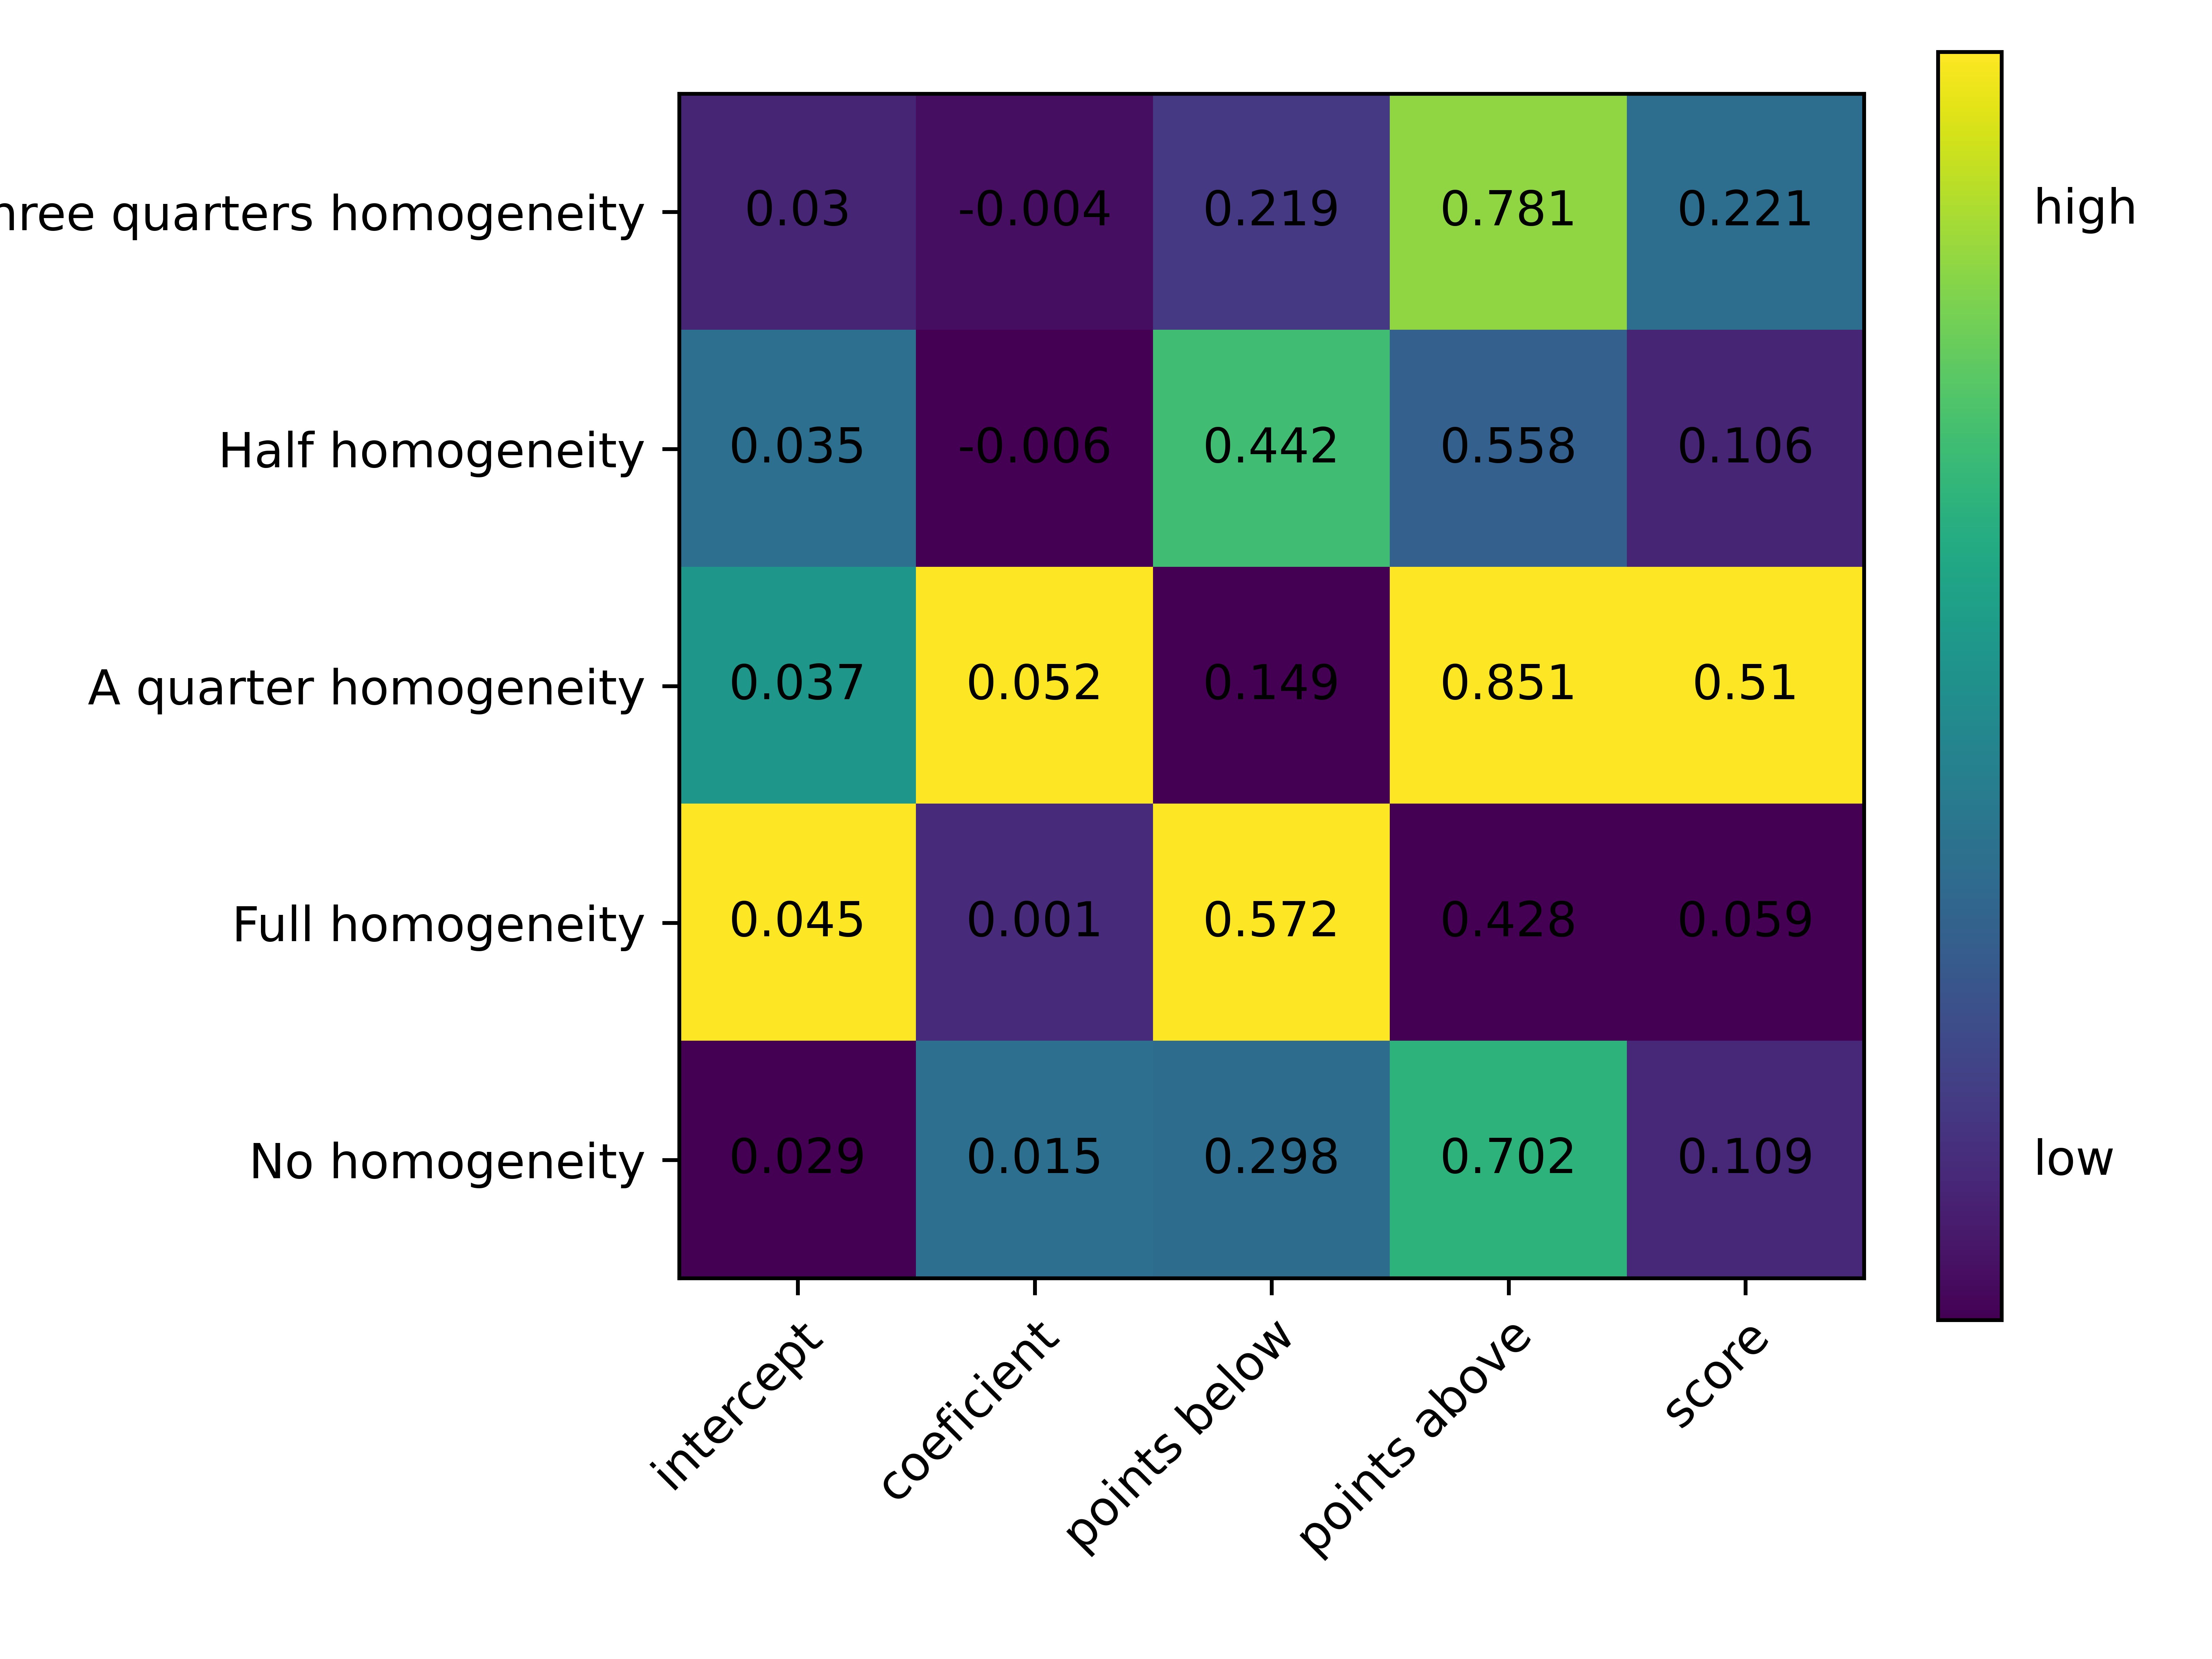 hree quarters homogeneity 0.03 -0.004 0.219 0.781 0.221 high
Half homogeneity 0.035 -0.006 0.442 0.558 0.106
A quarter homogeneity 0.037 0.052 0.149 0.851 0.51
Full homogeneity 0.045 0.001 0.572 0.428 0.059
No homogeneity 0.029 0.015 0.298 0.702 0.109 low
intercept coeficient points below points above score